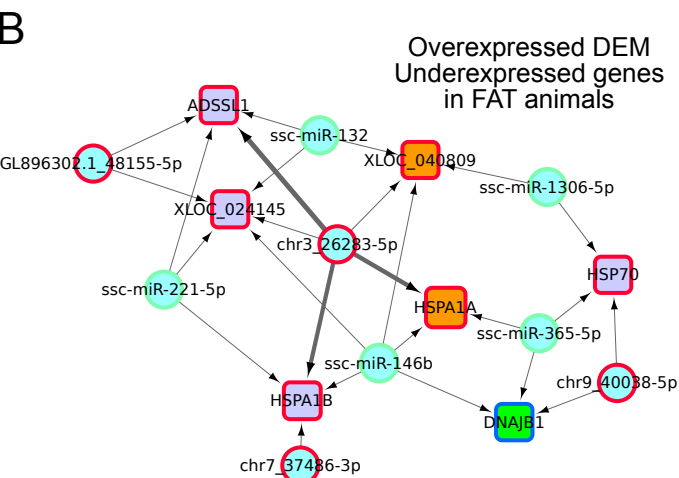 B
Overexpressed DEM
Underexpressed genes
in FAT animals
ADSSL1
ssc-miR-132
XLOC_040809
GL896302.1_48155-5p
ssc-miR-1306-5p
XLOC_024145
chr3_26283-5p
HSP70
ssc-miR-221-5p
HSPA1A
ssc-miR-365-5p
ssc-miR-146b
chr9_40038-5p
HSPA1B
DNAJB1
chr7_37486-3p